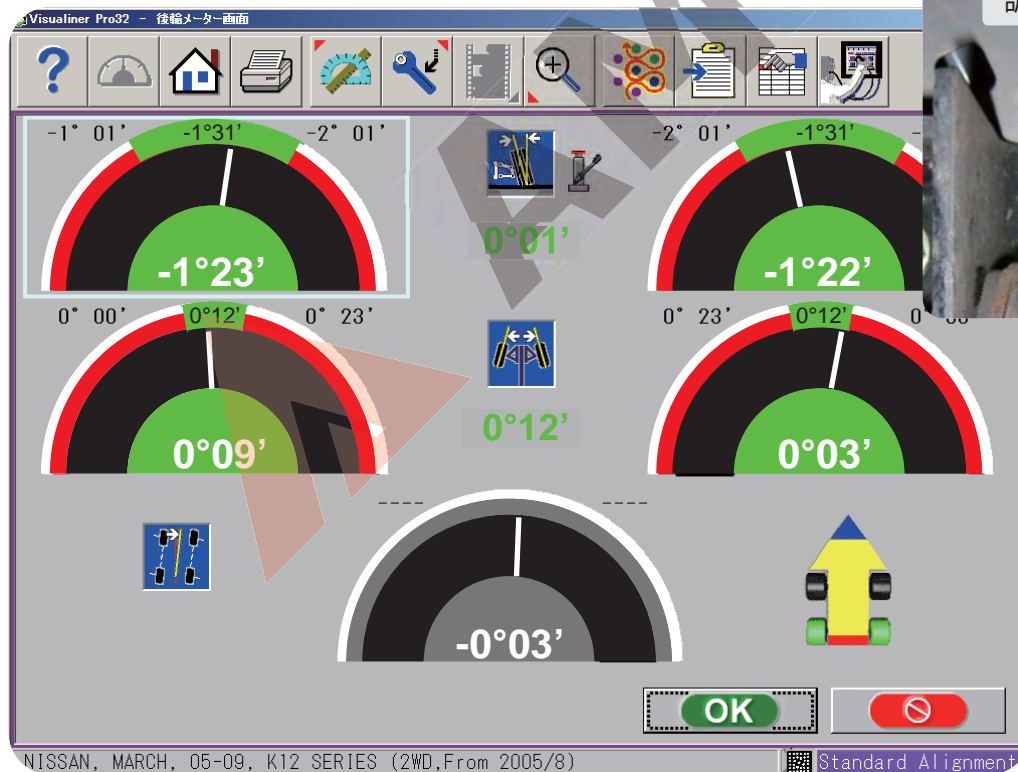 Visualiner Pro32 － 後輪メーター画面
-1° 01’ -1°31’ -2° 01’
-2° 01’ -1°31’
-1°23’
0°01’
-1°22’
0° 00’ 0°12’ 0° 23’
0° 23’ 0°12’
0°09’
0°12’
0°03’
---- ----
-0°03’
OK
NISSAN, MARCH, 05-09, K12 SERIES (2WD,From 2005/8)
Standard Alignment